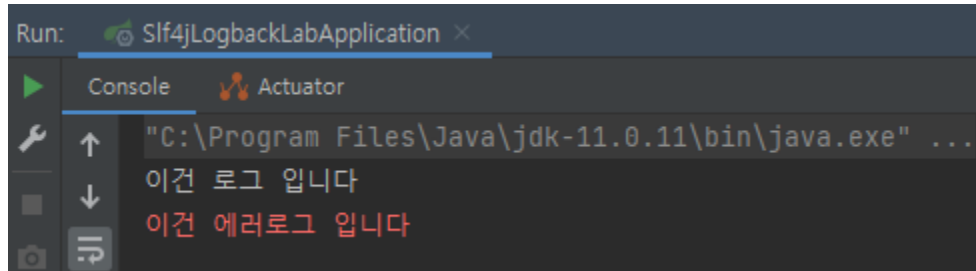 Run: Slf4jLogbackLabApplication ×
Console Actuator
"C:\Program Files\Java\jdk-11.0.11\bin\java.exe" ...
이건 로그 입니다
이건 에러로그 입니다